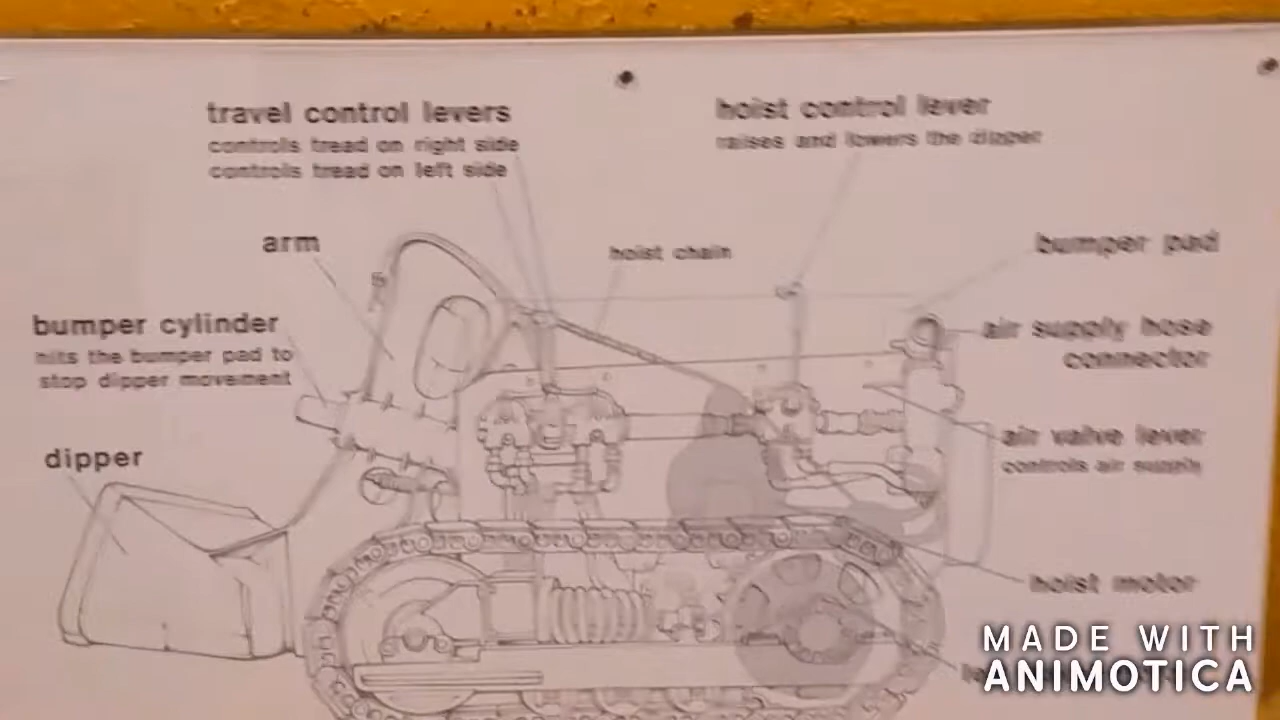 travel control levers
controls tread on right side
controls tread on left side
hoist control lever
raises and lowers the dipper
arm
hoist chain
bumper pad
bumper cylinder
hits the bumper pad to
stop dipper movement
air supply hose
connector
dipper
air valve lever
controls air supply
hoist motor
MADE WITH
ANIMOTICA